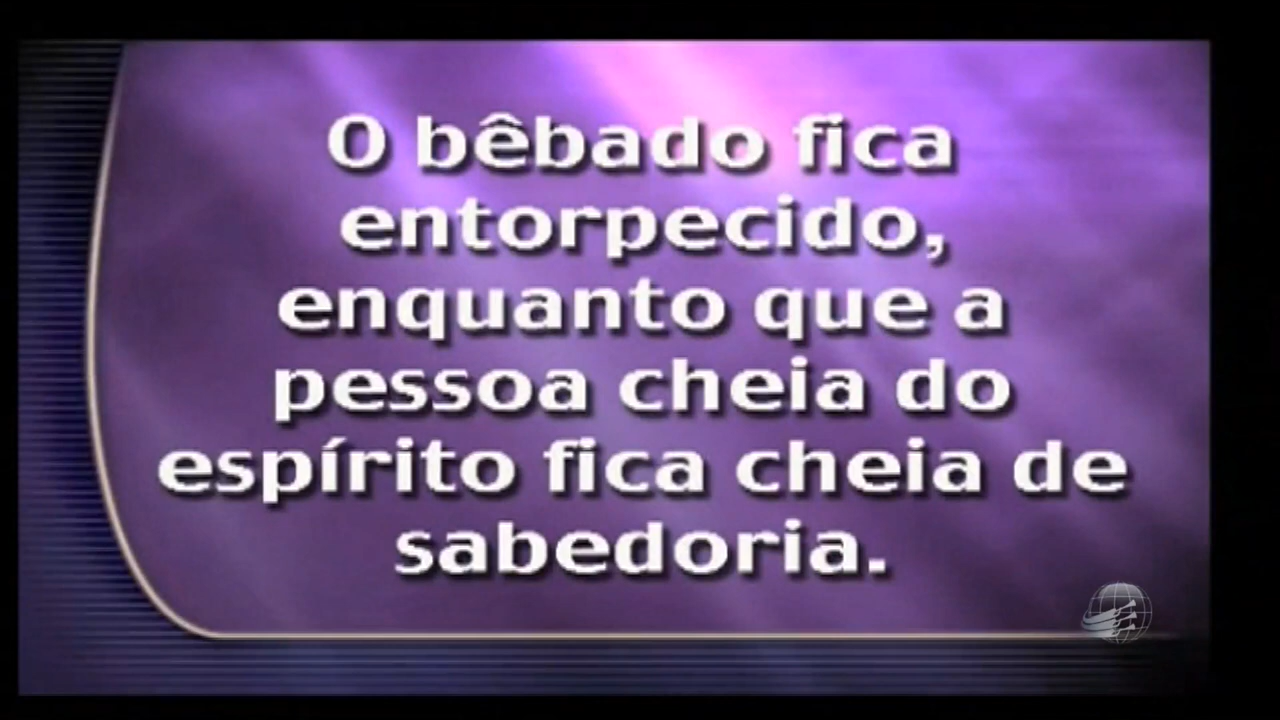 O bêbado fica
entorpecido,
enquanto que a
pessoa cheia do
espírito fica cheia de
sabedoria.